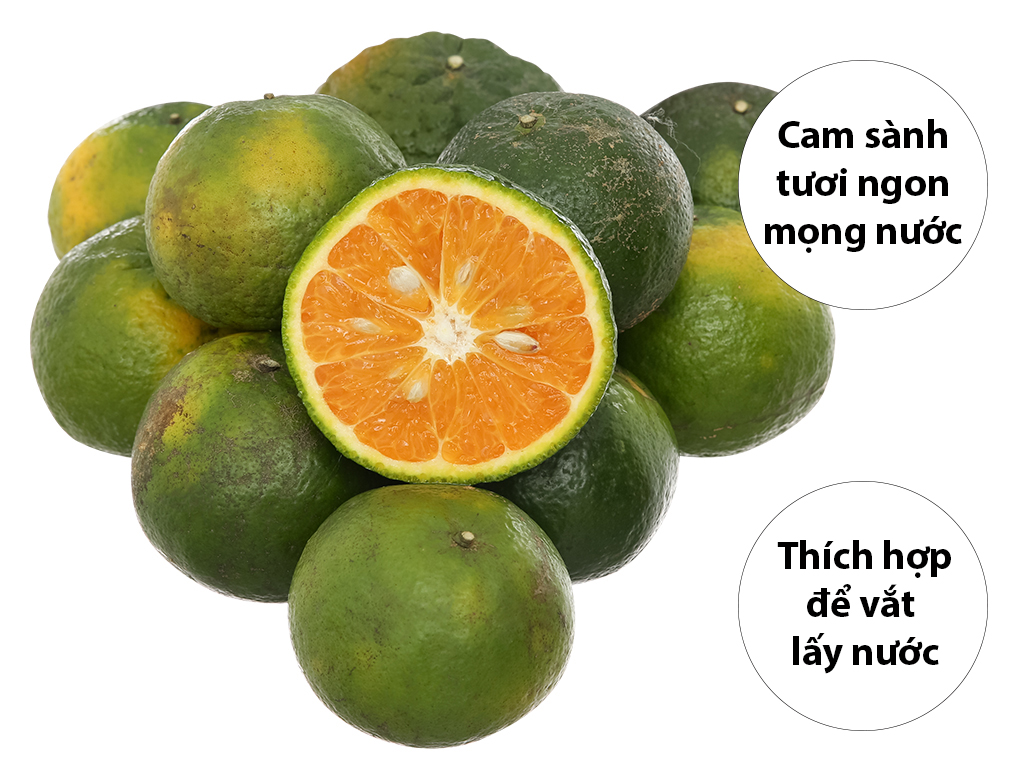 Cam sành
tươi ngon
mọng nước
Thích hợp
để vắt
lấy nước